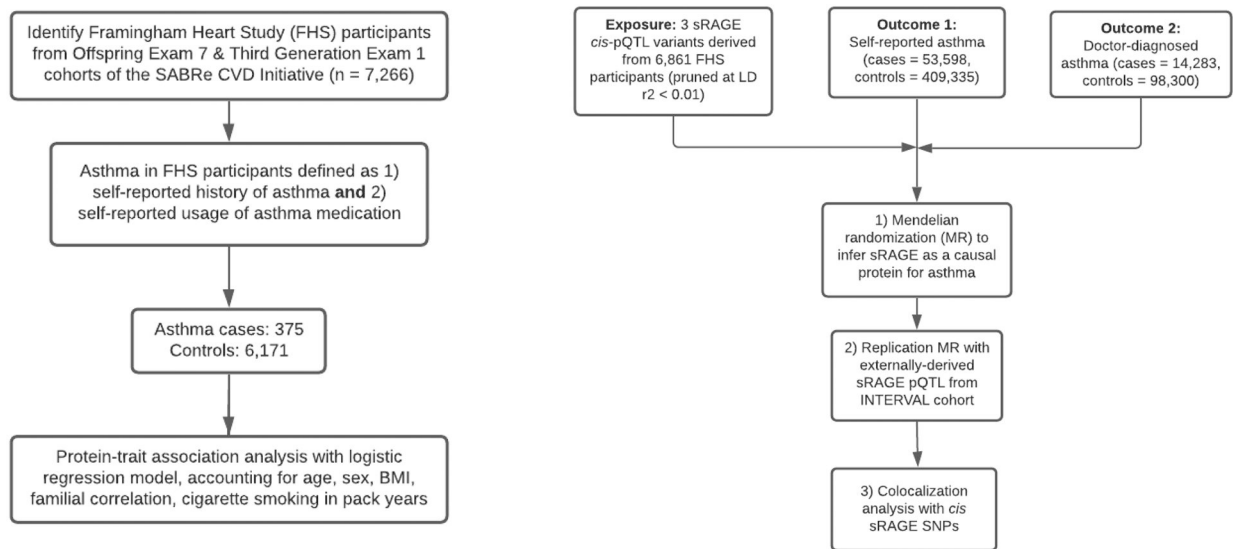 Identify Framingham Heart Study (FHS) participants
from Offspring Exam 7 & Third Generation Exam 1
cohorts of the SABRe CVD Initiative (n = 7,266)
Asthma in FHS participants defined as 1)
self-reported history of asthma and 2)
self-reported usage of asthma medication
Asthma cases: 375
Controls: 6,171
Protein-trait association analysis with logistic
regression model, accounting for age, sex, BMI,
familial correlation, cigarette smoking in pack years
Exposure: 3 sRAGE
cis-pQTL variants derived
from 6,861 FHS
participants (pruned at LD
r2 < 0.01)
Outcome 1:
Self-reported asthma
(cases = 53,598,
controls = 409,335)
Outcome 2:
Doctor-diagnosed
asthma (cases = 14,283,
controls = 98,300)
1) Mendelian
randomization (MR) to
infer sRAGE as a causal
protein for asthma
2) Replication MR with
externally-derived
sRAGE pQTL from
INTERVAL cohort
3) Colocalization
analysis with cis
sRAGE SNPs